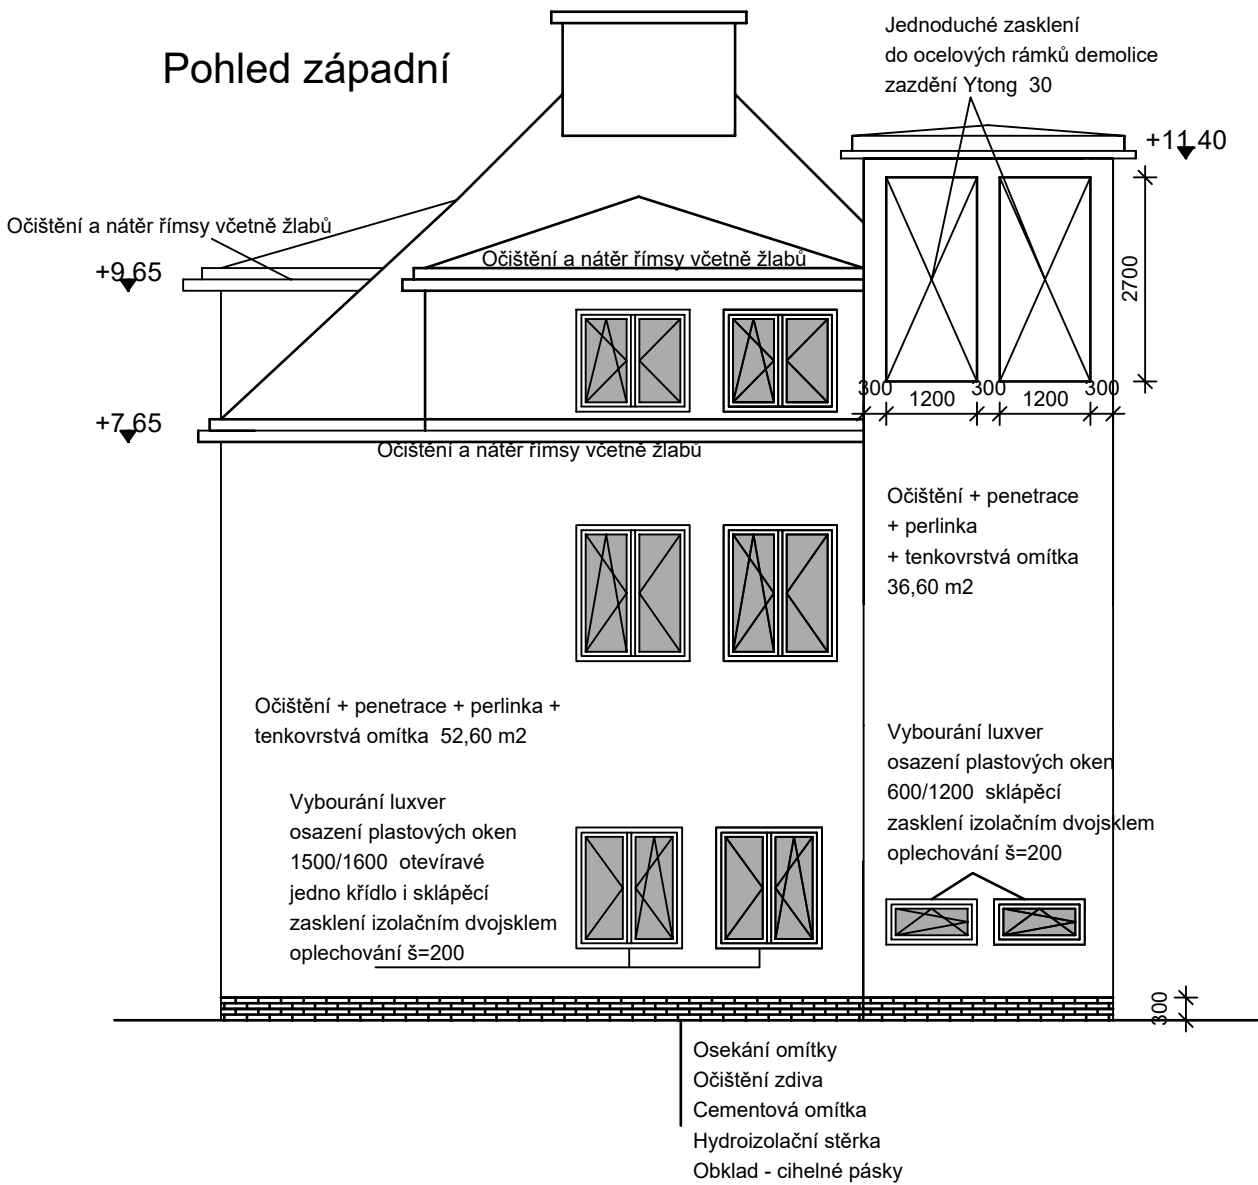 Pohled západní
Jednoduché zasklení
do ocelových rámků demolice
zazdění Ytong 30
+11,40
Očištění a nátěr římsy včetně žlabů
+9,65
Očištění a nátěr římsy včetně žlabů
2700
300
1200
300
1200
300
+7,65
Očištění a nátěr římsy včetně žlabů
Očištění + penetrace
+ perlinka
+ tenkovrstvá omítka
36,60 m2
Očištění + penetrace + perlinka +
tenkovrstvá omítka 52,60 m2
Vybourání luxver
osazení plastových oken
600/1200 sklápěcí
zasklení izolačním dvojsklem
oplechování š=200
Vybourání luxver
osazení plastových oken
1500/1600 otevíravé
jedno křídlo i sklápěcí
zasklení izolačním dvojsklem
oplechování š=200
300
Osekání omítky
Očištění zdiva
Cementová omítka
Hydroizolační stěrka
Obklad - cihelné pásky